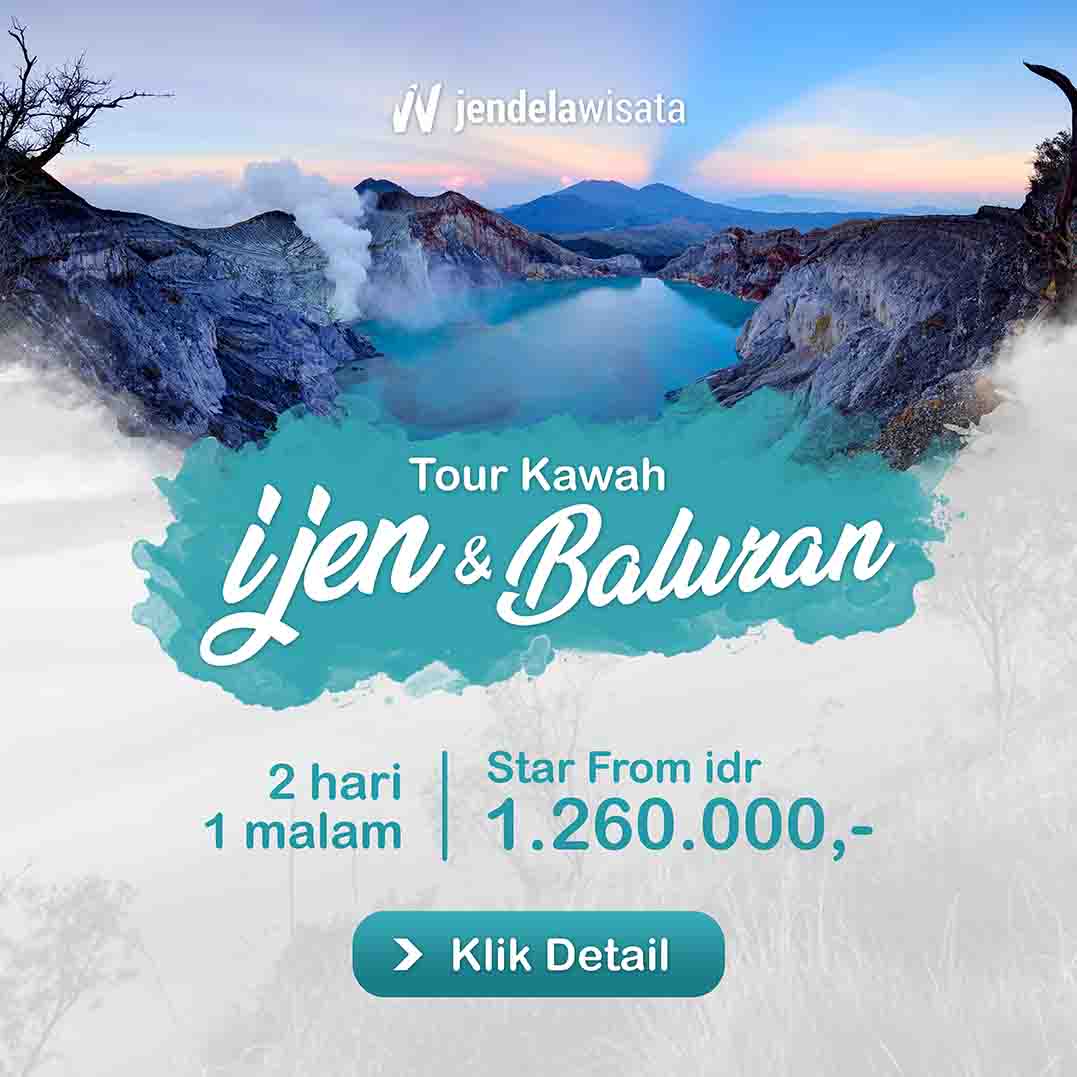 jendelawisata
Tour Kawah
ijen & Baluran
2 hari
1 malam
Star From idr
1.260.000,-
Klik Detail